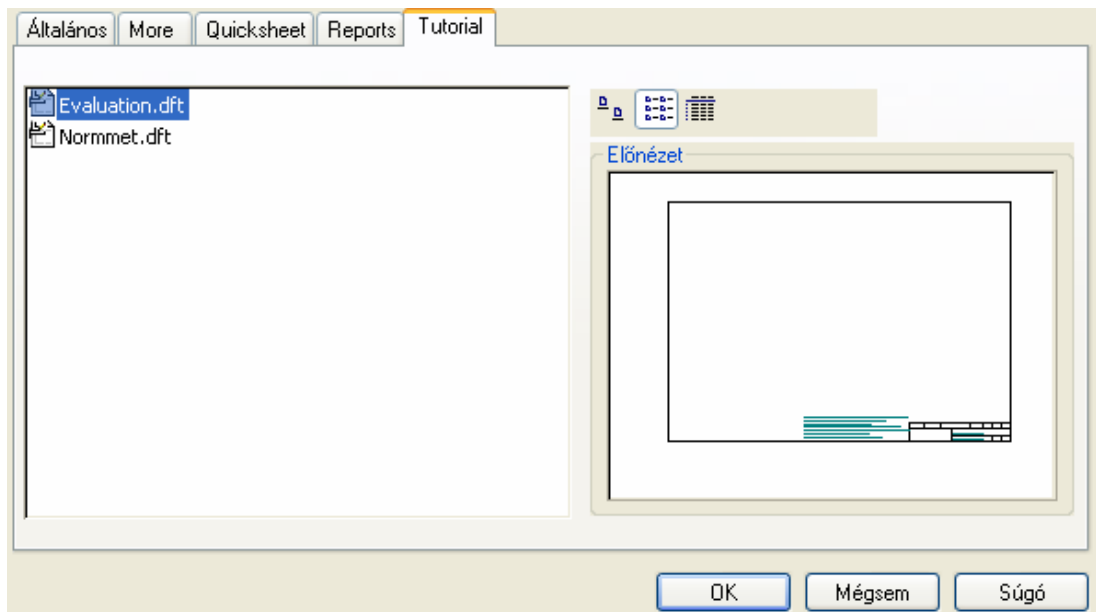 Általános More Quicksheet Reports Tutorial
Evaluation.dft
Normmet.dft
Előnézet
OK Mégsem Súgó